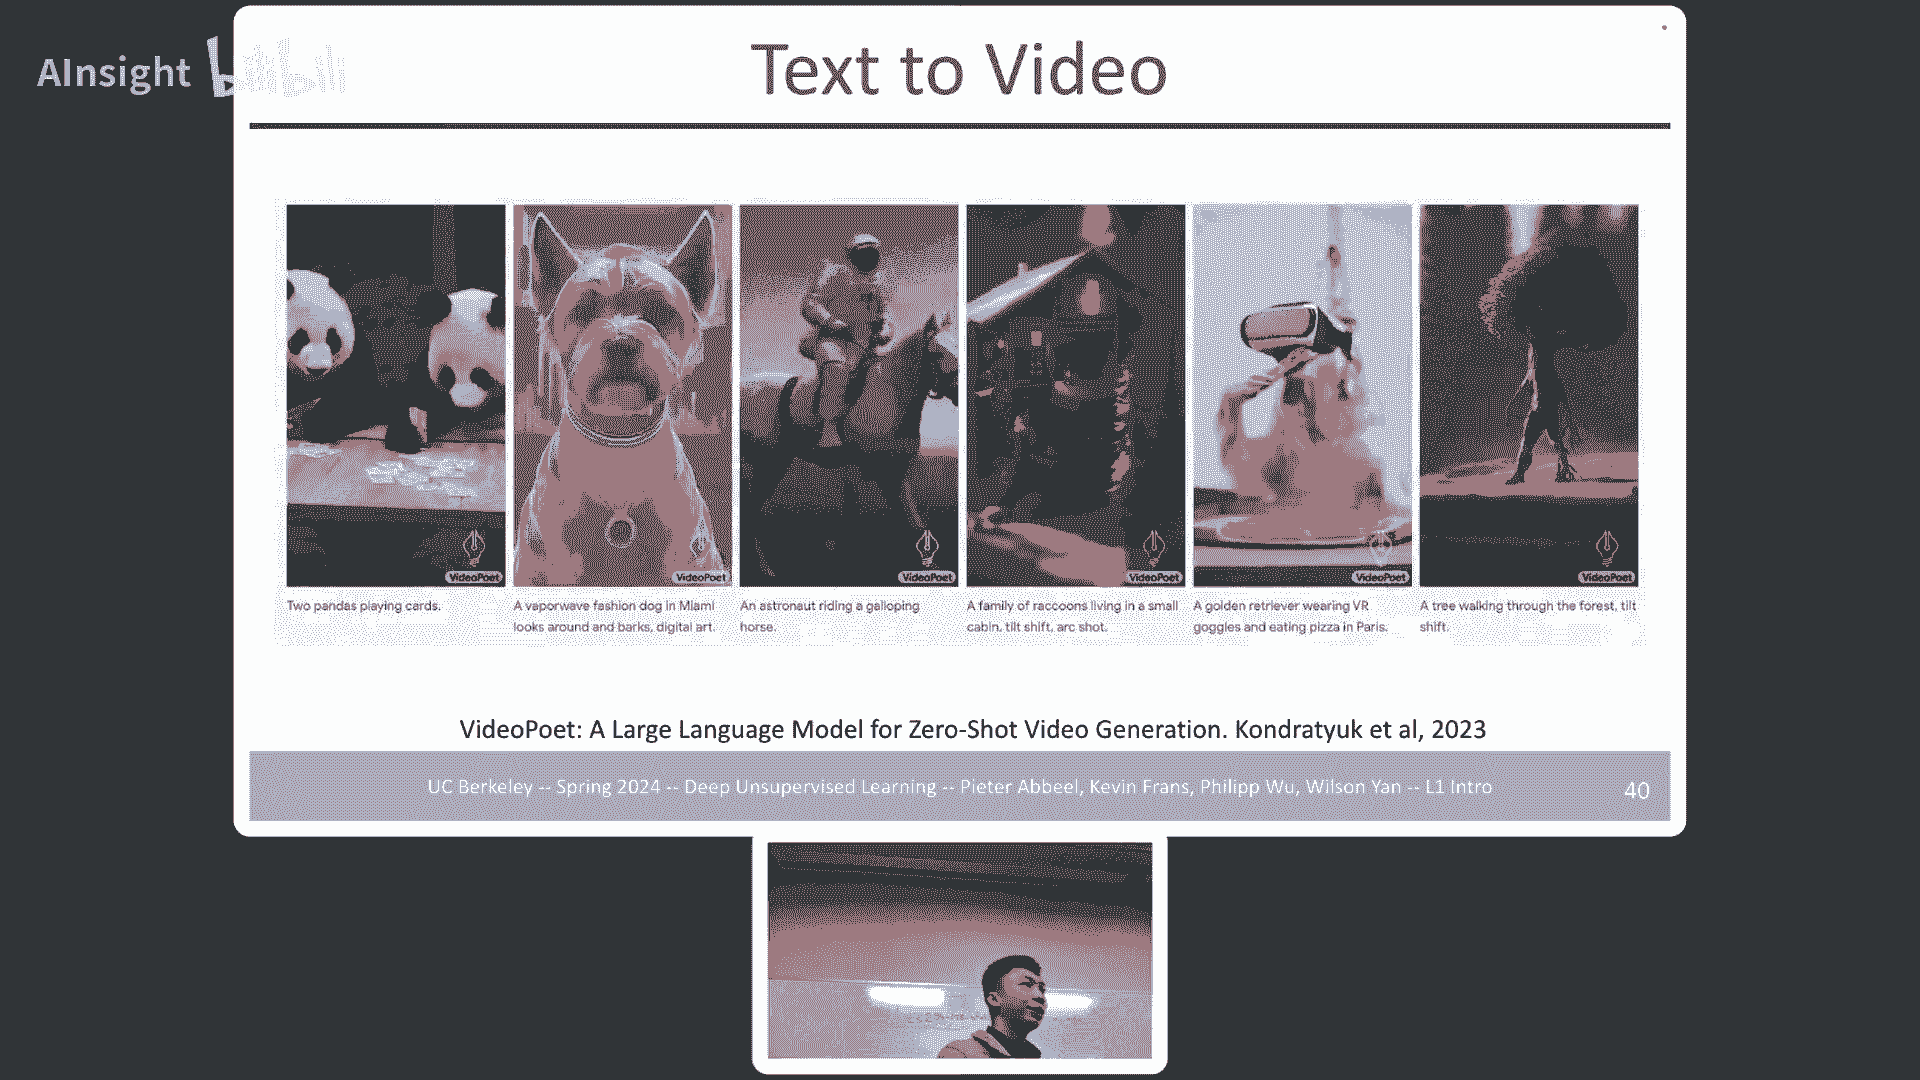 AInsight bilibili
Text to Video
VideoPoet
VideoPoet
VideoPoet
VideoPoet
VideoPoet
VideoPoet
Two pandas playing cards.
A vaporwave fashion dog in Miami
looks around and barks, digital art.
An astronaut riding a galloping
horse.
A family of raccoons living in a small
cabin, tilt shift, arc shot.
A golden retriever wearing VR
goggles and eating pizza in Paris.
A tree walking through the forest, tilt
shift.
VideoPoet: A Large Language Model for Zero-Shot Video Generation. Kondratyuk et al, 2023
UC Berkeley -- Spring 2024 -- Deep Unsupervised Learning -- Pieter Abbeel, Kevin Frans, Philipp Wu, Wilson Yan -- L1 Intro
40